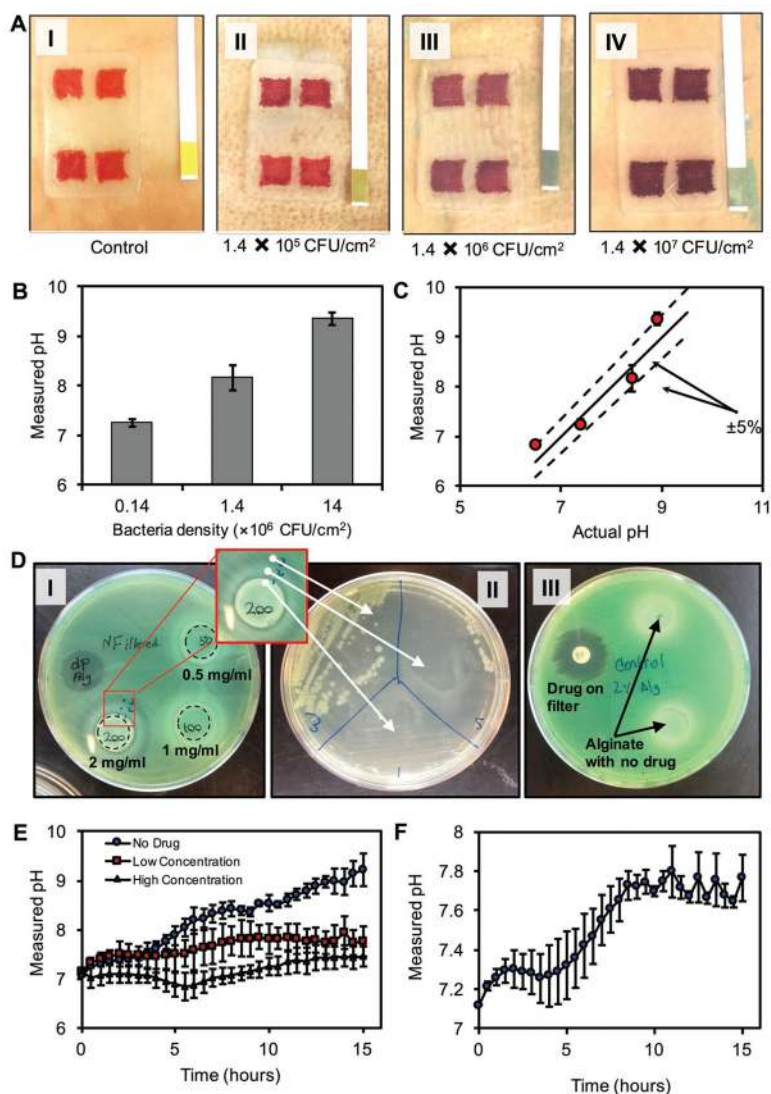 A
I
II
III
IV
Control
1.4 × 10⁵ CFU/cm²
1.4 × 10⁶ CFU/cm²
1.4 × 10⁷ CFU/cm²
B
Measured pH
10
9
8
7
6
0.14
1.4
14
Bacteria density (×10⁶ CFU/cm²)
C
Measured pH
10
9
8
7
6
±5%
5
7
9
11
Actual pH
D
I
NFiltered
dP
Alg
50
0.5 mg/ml
200
2 mg/ml
100
1 mg/ml
200
II
3
1
III
Drug on
filter
Control
2% Alg
Alginate
with no drug
E
Measured pH
10
9
8
7
6
No Drug
Low Concentration
High Concentration
0
5
10
15
Time (hours)
F
Measured pH
8
7.8
7.6
7.4
7.2
7
0
5
10
15
Time (hours)